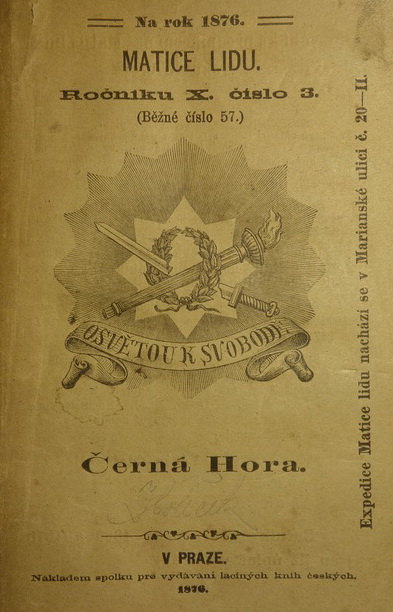 Na rok 1876.
MATICE LIDU.
Ročníku X. číslo 3.
(Běžné číslo 57.)
OSVĚTOU K SVOBODĚ.
Expedice Matice lidu nachází se v Marianské ulici č. 20—II.
Černá Hora.
V PRAZE.
Nákladem spolku pro vydávání laciných knih českých.
1876.